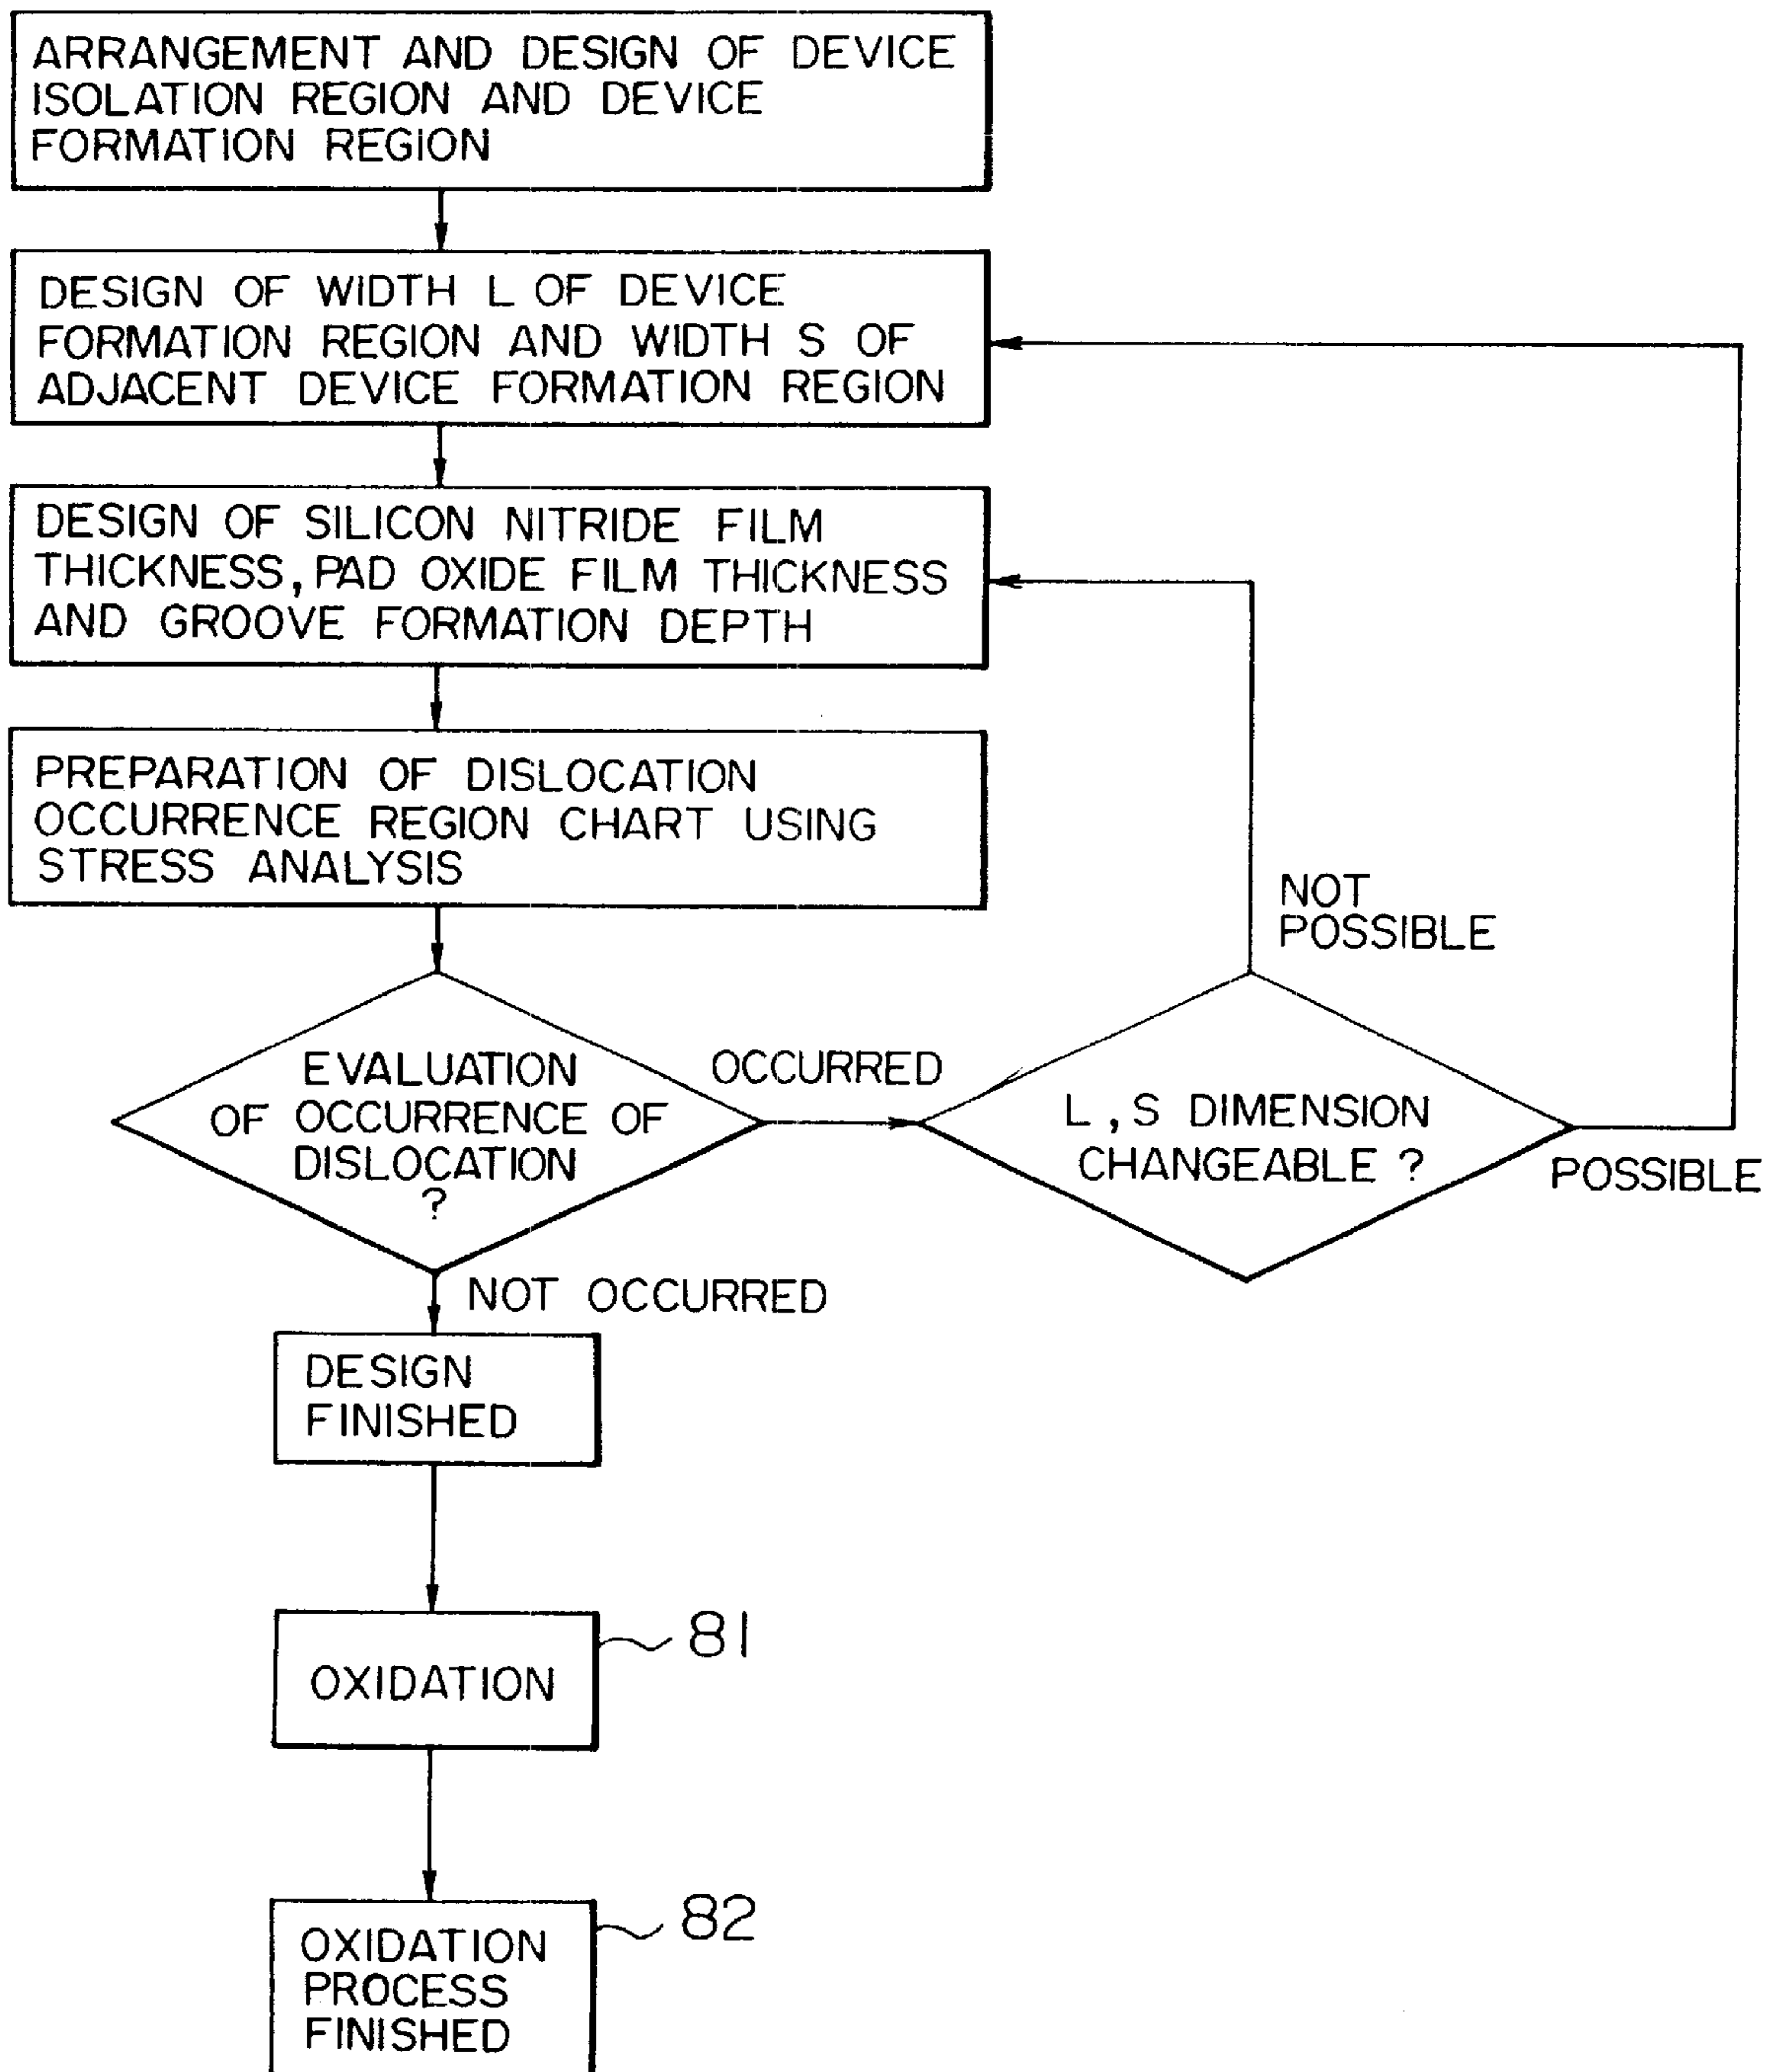 ARRANGEMENT AND DESIGN OF DEVICE
ISOLATION REGION AND DEVICE
FORMATION REGION
DESIGN OF WIDTH L OF DEVICE
FORMATION REGION AND WIDTH S OF
ADJACENT DEVICE FORMATION REGION
DESIGN OF SILICON NITRIDE FILM
THICKNESS, PAD OXIDE FILM THICKNESS
AND GROOVE FORMATION DEPTH
PREPARATION OF DISLOCATION
OCCURRENCE REGION CHART USING
STRESS ANALYSIS
NOT
POSSIBLE
EVALUATION
OF OCCURRENCE OF
DISLOCATION
?
OCCURRED
L, S DIMENSION
CHANGEABLE ?
POSSIBLE
NOT OCCURRED
DESIGN
FINISHED
81
OXIDATION
82
OXIDATION
PROCESS
FINISHED